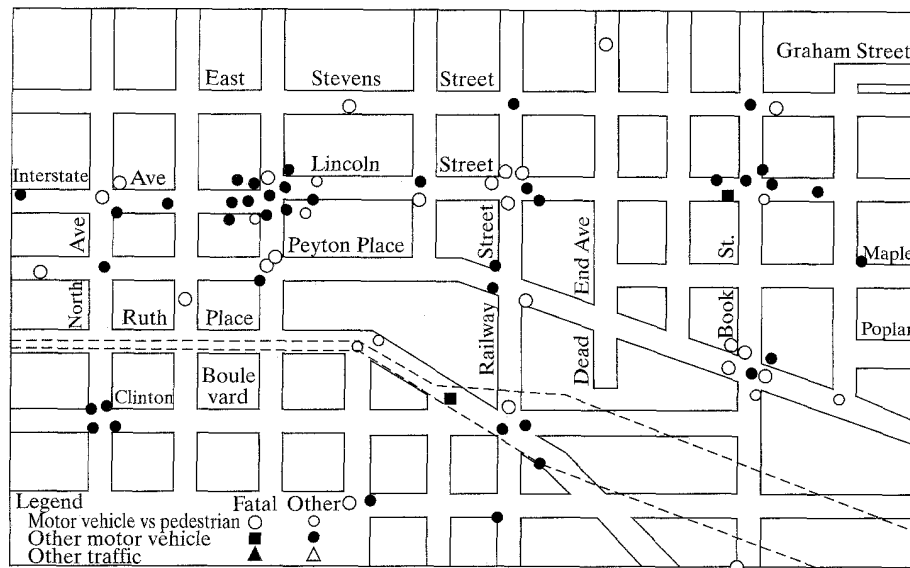 Graham Street
East Stevens Street
Interstate Ave Lincoln Street
Ave
Peyton Place
Street
End Ave
St.
Maple
North
Ruth Place
Railway
Dead
Book
Poplar
Clinton
Boule
vard
Legend Fatal Other
Motor vehicle vs pedestrian
Other motor vehicle
Other traffic